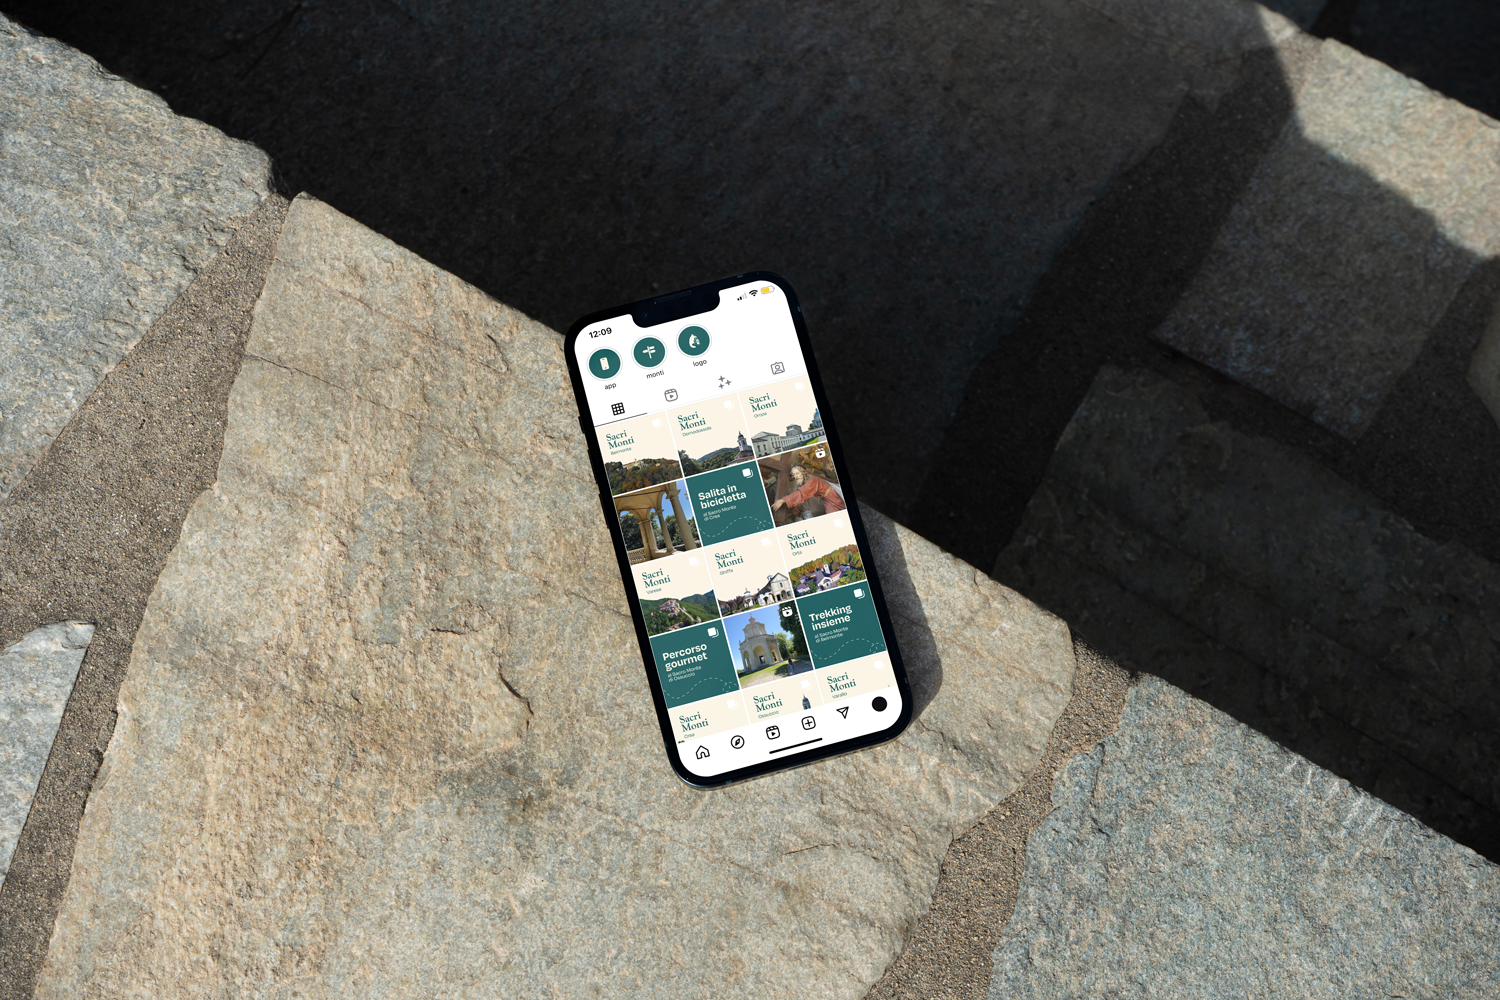 12:09
app
monti
logo
Sacri
Monti
Belmonte
Sacri
Monti
Domodossola
Sacri
Monti
Oropa
Salita in
bicicletta
al Sacro Monte
di Crea
Sacri
Monti
Varese
Sacri
Monti
Ghiffa
Sacri
Monti
Orta
Percorso
gourmet
al Sacro Monte
di Ossuccio
Trekking
insieme
al Sacro Monte
di Belmonte
Sacri
Monti
Crea
Sacri
Monti
Ossuccio
Sacri
Monti
Varallo